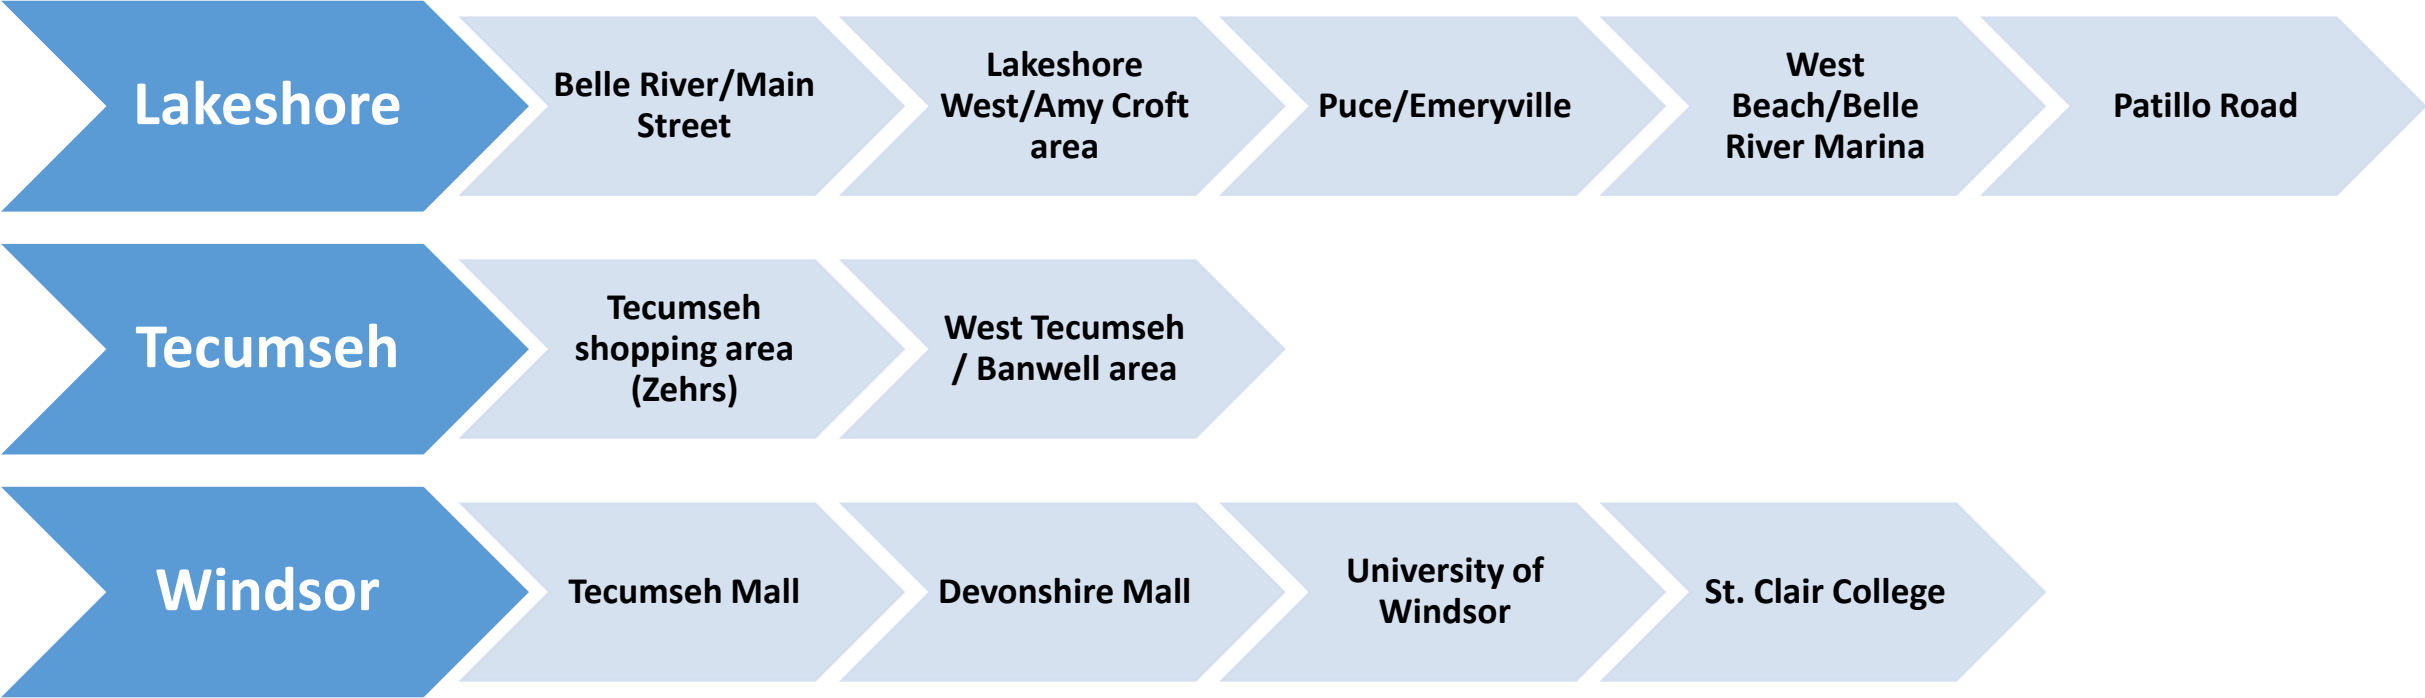 Lakeshore
Belle River/Main
Street
Lakeshore
West/Amy Croft
area
Puce/Emeryville
West
Beach/Belle
River Marina
Patillo Road
Tecumseh
Tecumseh
shopping area
(Zehrs)
West Tecumseh
/ Banwell area
Windsor
Tecumseh Mall
Devonshire Mall
University of
Windsor
St. Clair College